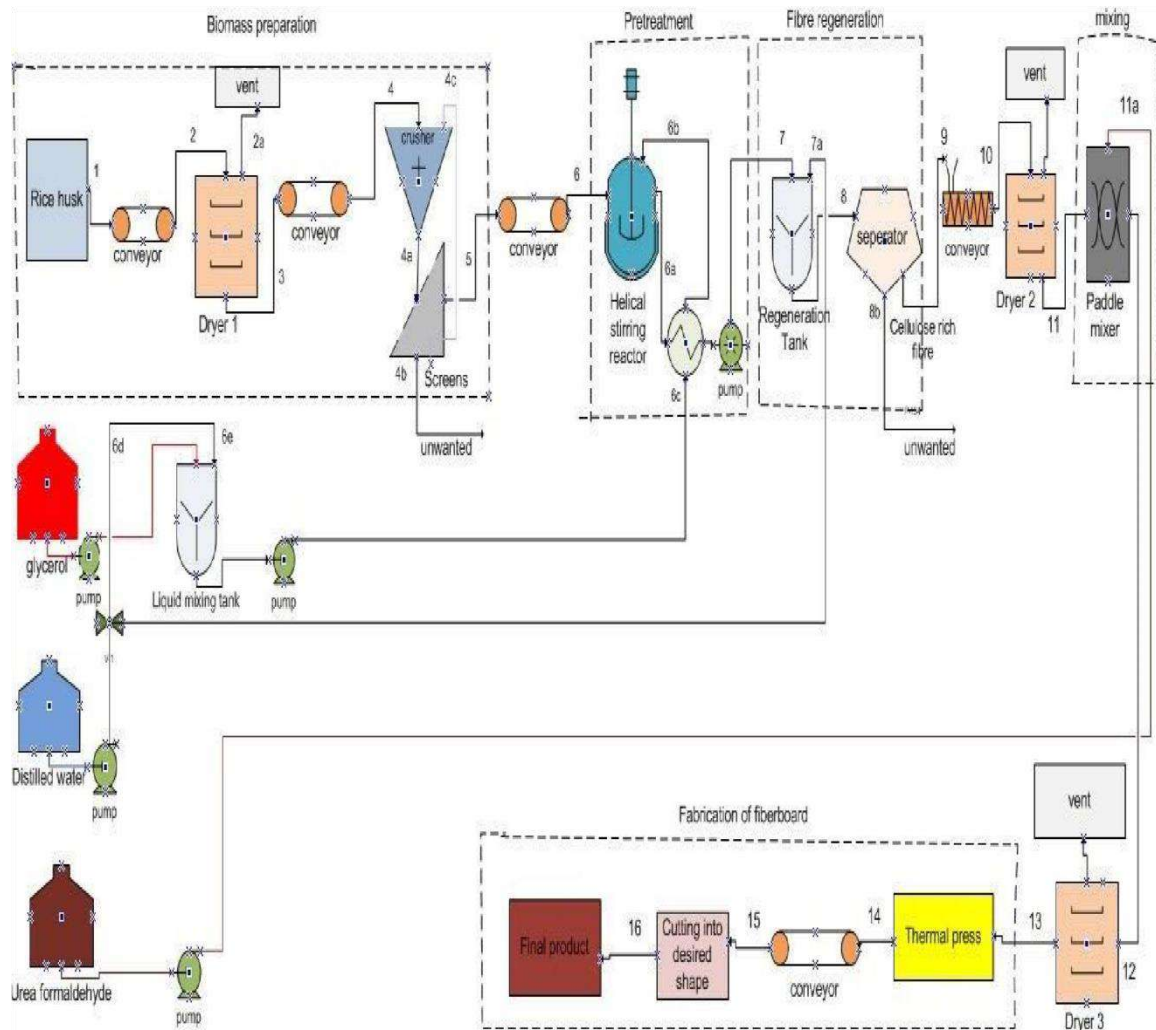 Biomass preparation
Pretreatment
Fibre regeneration
mixing
vent
4
4c
vent
11a
2
2a
crusher
6b
7
7a
9
10
1
6
8
Rice husk
conveyor
seperator
conveyor
3
4a
5
conveyor
6a
conveyor
Dryer 1
Helical
stirring
reactor
Regeneration
Tank
8b
Cellulose rich
fibre
Dryer 2
11
Paddle
mixer
4b
Screens
6c
pump
unwanted
unwanted
6d
6e
glycerol
pump
Liquid mixing tank
pump
Distilled water
pump
Fabrication of fiberboard
vent
Final product
16
Cutting into
desired
shape
15
14
Thermal press
13
12
conveyor
Dryer 3
Urea formaldehyde
pump